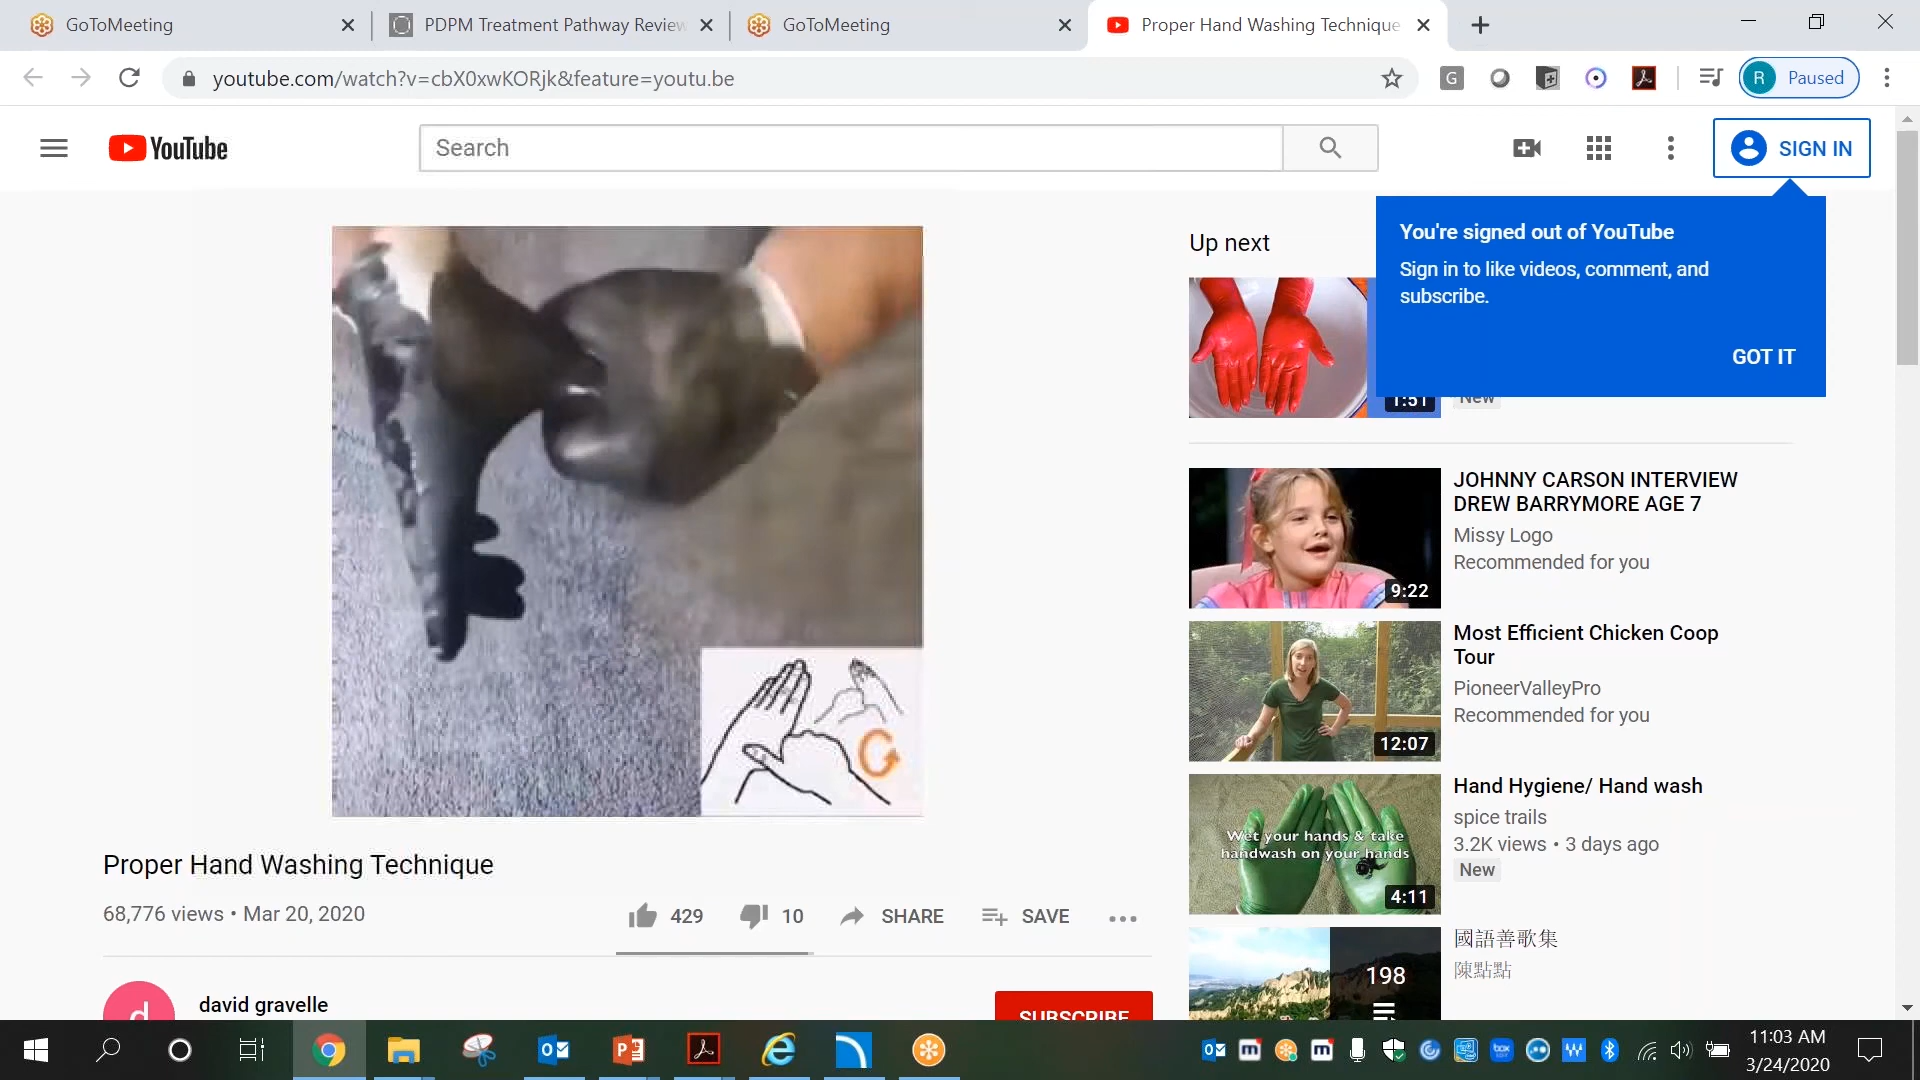 GoToMeeting
PDPM Treatment Pathway Review
GoToMeeting
Proper Hand Washing Technique
youtube.com/watch?v=cbX0xwKORjk&feature=youtu.be
G
R
Paused
YouTube
Search
SIGN IN
You're signed out of YouTube
Sign in to like videos, comment, and
subscribe.
GOT IT
Up next
1:51
New
JOHNNY CARSON INTERVIEW
DREW BARRYMORE AGE 7
Missy Logo
Recommended for you
9:22
Most Efficient Chicken Coop
Tour
PioneerValleyPro
Recommended for you
12:07
Hand Hygiene/ Hand wash
spice trails
3.2K views • 3 days ago
New
Wet your hands & take
handwash on your hands
4:11
國語善歌集
陳點點
198
Proper Hand Washing Technique
68,776 views • Mar 20, 2020
429
10
SHARE
SAVE
d
david gravelle
SUBSCRIBE
11:03 AM
3/24/2020